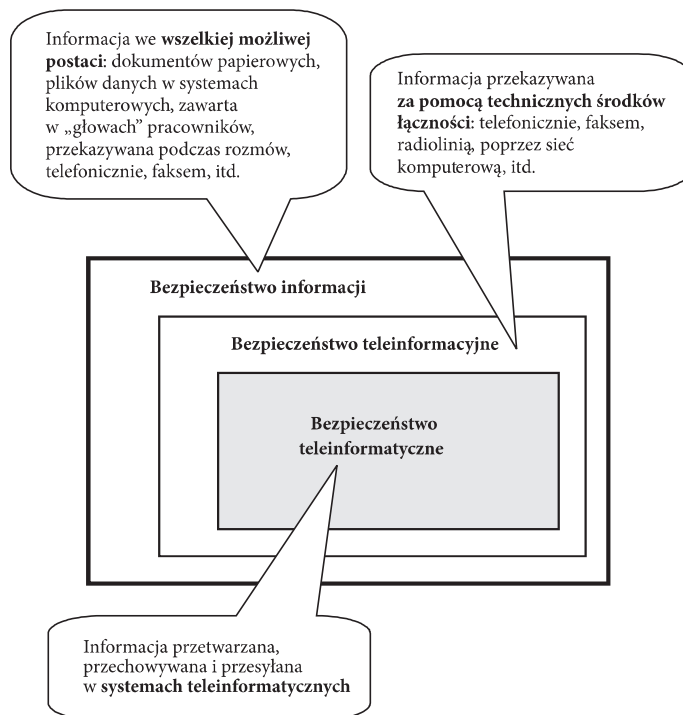 Informacja we wszelkiej możliwej
postaci: dokumentów papierowych,
plików danych w systemach
komputerowych, zawarta
w „głowach” pracowników,
przekazywana podczas rozmów,
telefonicznie, faksem, itd.
Informacja przekazywana
za pomocą technicznych środków
łączności: telefonicznie, faksem,
radiolinią, poprzez sieć
komputerową, itd.
Bezpieczeństwo informacji
Bezpieczeństwo teleinformacyjne
Bezpieczeństwo
teleinformatyczne
Informacja przetwarzana,
przechowywana i przesyłana
w systemach teleinformatycznych